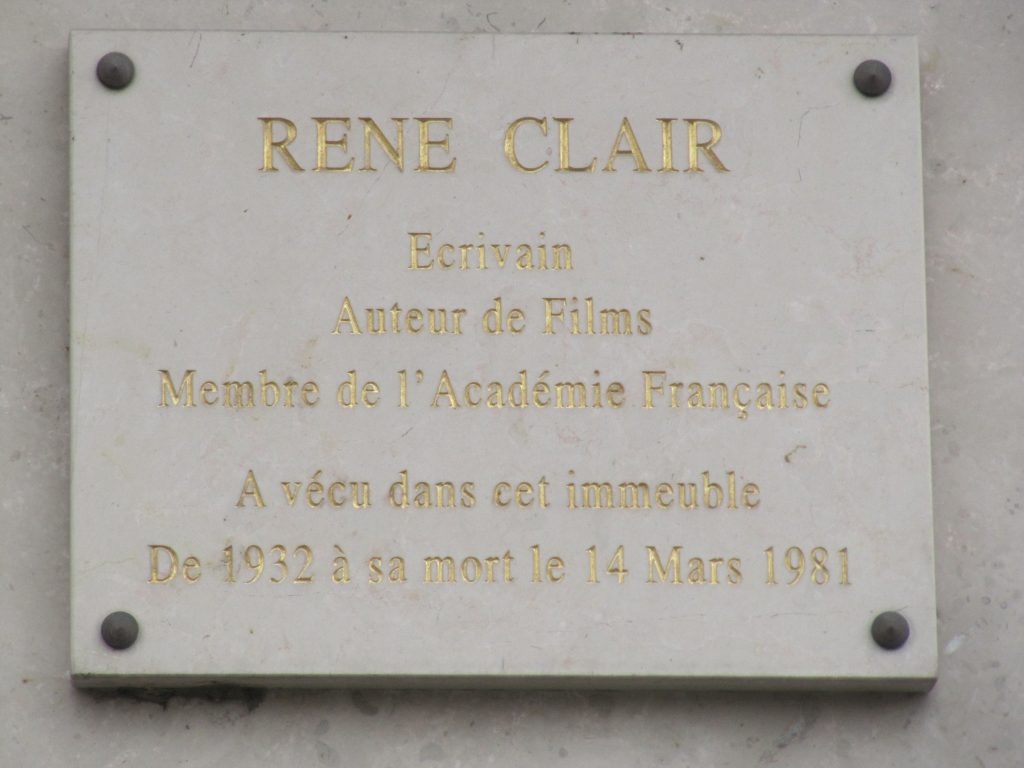 RENE CLAIR
Ecrivain
Auteur de Films
Membre de l'Académie Française
A vécu dans cet immeuble
De 1932 à sa mort le 14 Mars 1981